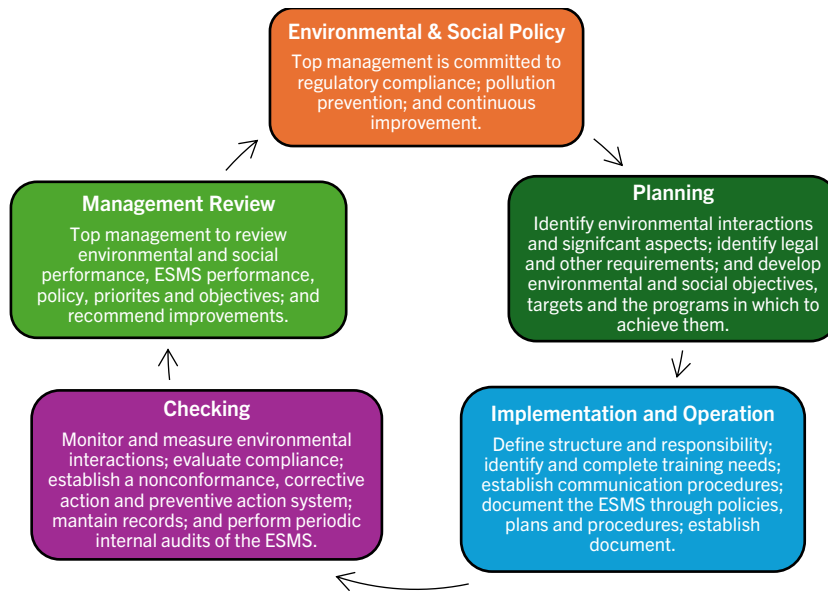 Environmental & Social Policy
Top management is committed to
regulatory compliance; pollution
prevention; and continuous
improvement.
Planning
Identify environmental interactions
and signifcant aspects; identify legal
and other requirements; and develop
environmental and social objectives,
targets and the programs in which to
achieve them.
Implementation and Operation
Define structure and responsibility;
identify and complete training needs;
establish communication procedures;
document the ESMS through policies,
plans and procedures; establish
document.
Checking
Monitor and measure environmental
interactions; evaluate compliance;
establish a nonconformance, corrective
action and preventive action system;
mantain records; and perform periodic
internal audits of the ESMS.
Management Review
Top management to review
environmental and social
performance, ESMS performance,
policy, priorites and objectives; and
recommend improvements.